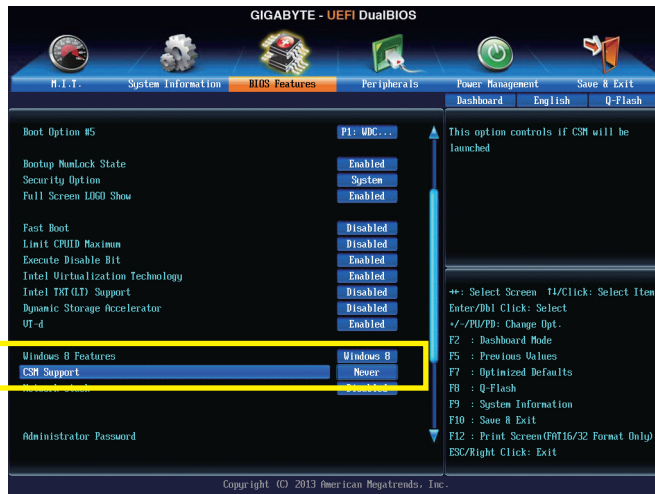 GIGABYTE - UEFI DualBIOS
M.I.T. System Information BIOS Features Peripherals Power Management Save & Exit
Dashboard English Q-Flash
Boot Option #5 P1: WDC...
This option controls if CSM will be
launched
Bootup NumLock State Enabled
Security Option System
Full Screen LOGO Show Enabled
Fast Boot Disabled
Limit CPUID Maximum Disabled
Execute Disable Bit Enabled
Intel Virtualization Technology Enabled
Intel TXT(LT) Support Disabled
Dynamic Storage Accelerator Disabled
VT-d Enabled
Windows 8 Features Windows 8
CSM Support Never
Network stack Disabled
Administrator Password
→←: Select Screen ↑↓/Click: Select Item
Enter/Dbl Click: Select
+/-/PU/PD: Change Opt.
F2 : Dashboard Mode
F5 : Previous Values
F7 : Optimized Defaults
F8 : Q-Flash
F9 : System Information
F10 : Save & Exit
F12 : Print Screen(FAT16/32 Format Only)
ESC/Right Click: Exit
Copyright (C) 2013 American Megatrends, Inc.